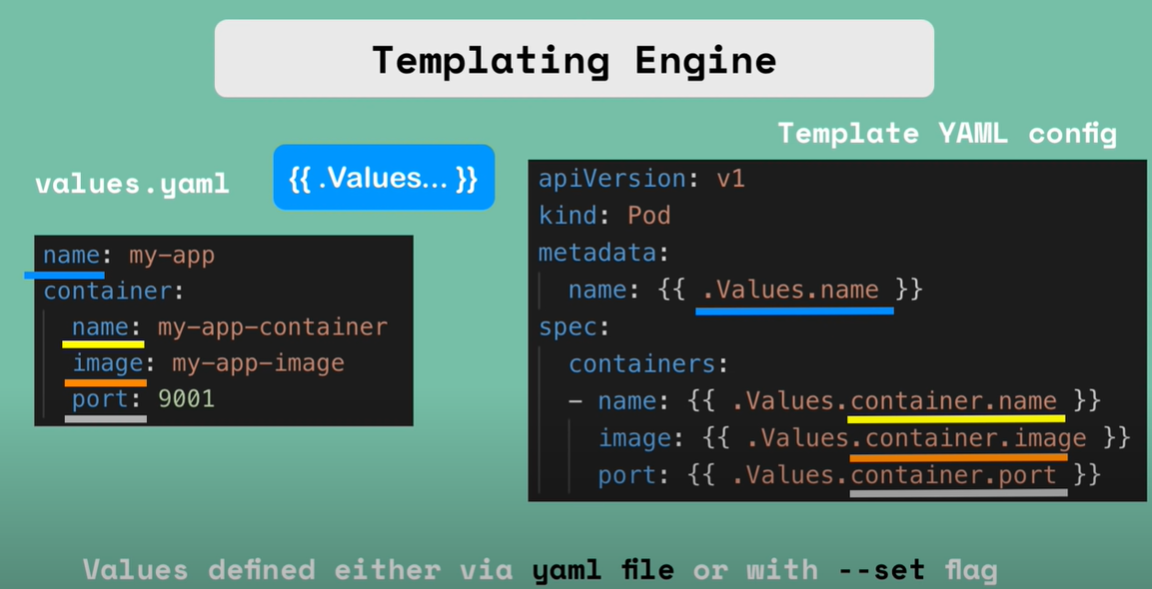 Templating Engine
Template YAML config
values.yaml
{{ .Values... }}
name: my-app
container:
name: my-app-container
image: my-app-image
port: 9001
apiVersion: v1
kind: Pod
metadata:
name: {{ .Values.name }}
spec:
containers:
- name: {{ .Values.container.name }}
image: {{ .Values.container.image }}
port: {{ .Values.container.port }}
Values defined either via yaml file or with --set flag